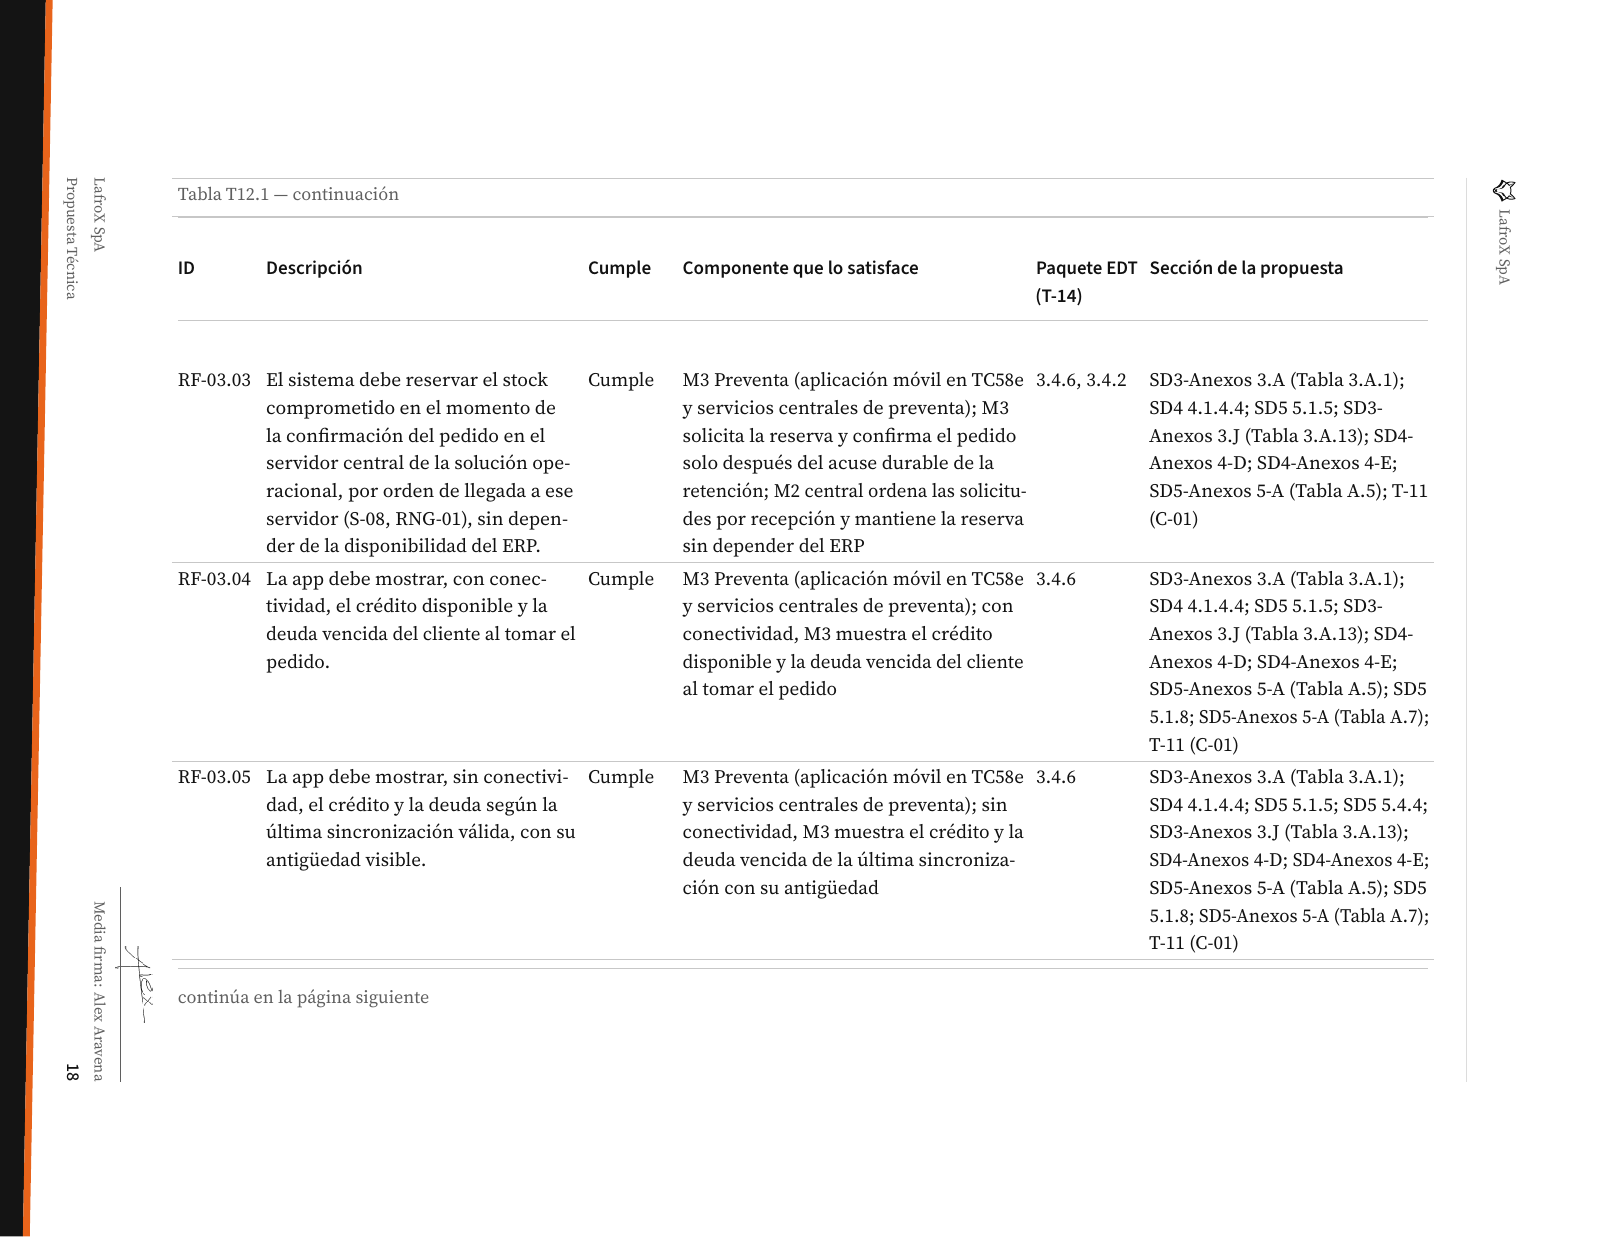 LafroX SpA
Propuesta Técnica
LafroX SpA
Tabla T12.1 — continuación
ID Descripción Cumple Componente que lo satisface Paquete EDT (T-14) Sección de la propuesta
RF-03.03
El sistema debe reservar el stock
comprometido en el momento de
la confirmación del pedido en el
servidor central de la solución ope-
racional, por orden de llegada a ese
servidor (S-08, RNG-01), sin depen-
der de la disponibilidad del ERP.
Cumple
M3 Preventa (aplicación móvil en TC58e
y servicios centrales de preventa); M3
solicita la reserva y confirma el pedido
solo después del acuse durable de la
retención; M2 central ordena las solicitu-
des por recepción y mantiene la reserva
sin depender del ERP
3.4.6, 3.4.2
SD3-Anexos 3.A (Tabla 3.A.1);
SD4 4.1.4.4; SD5 5.1.5; SD3-
Anexos 3.J (Tabla 3.A.13); SD4-
Anexos 4-D; SD4-Anexos 4-E;
SD5-Anexos 5-A (Tabla A.5); T-11
(C-01)
RF-03.04
La app debe mostrar, con conec-
tividad, el crédito disponible y la
deuda vencida del cliente al tomar el
pedido.
Cumple
M3 Preventa (aplicación móvil en TC58e
y servicios centrales de preventa); con
conectividad, M3 muestra el crédito
disponible y la deuda vencida del cliente
al tomar el pedido
3.4.6
SD3-Anexos 3.A (Tabla 3.A.1);
SD4 4.1.4.4; SD5 5.1.5; SD3-
Anexos 3.J (Tabla 3.A.13); SD4-
Anexos 4-D; SD4-Anexos 4-E;
SD5-Anexos 5-A (Tabla A.5); SD5
5.1.8; SD5-Anexos 5-A (Tabla A.7);
T-11 (C-01)
RF-03.05
La app debe mostrar, sin conectivi-
dad, el crédito y la deuda según la
última sincronización válida, con su
antigüedad visible.
Cumple
M3 Preventa (aplicación móvil en TC58e
y servicios centrales de preventa); sin
conectividad, M3 muestra el crédito y la
deuda vencida de la última sincroniza-
ción con su antigüedad
3.4.6
SD3-Anexos 3.A (Tabla 3.A.1);
SD4 4.1.4.4; SD5 5.1.5; SD5 5.4.4;
SD3-Anexos 3.J (Tabla 3.A.13);
SD4-Anexos 4-D; SD4-Anexos 4-E;
SD5-Anexos 5-A (Tabla A.5); SD5
5.1.8; SD5-Anexos 5-A (Tabla A.7);
T-11 (C-01)
continúa en la página siguiente
Alex
Media firma: Alex Aravena
18